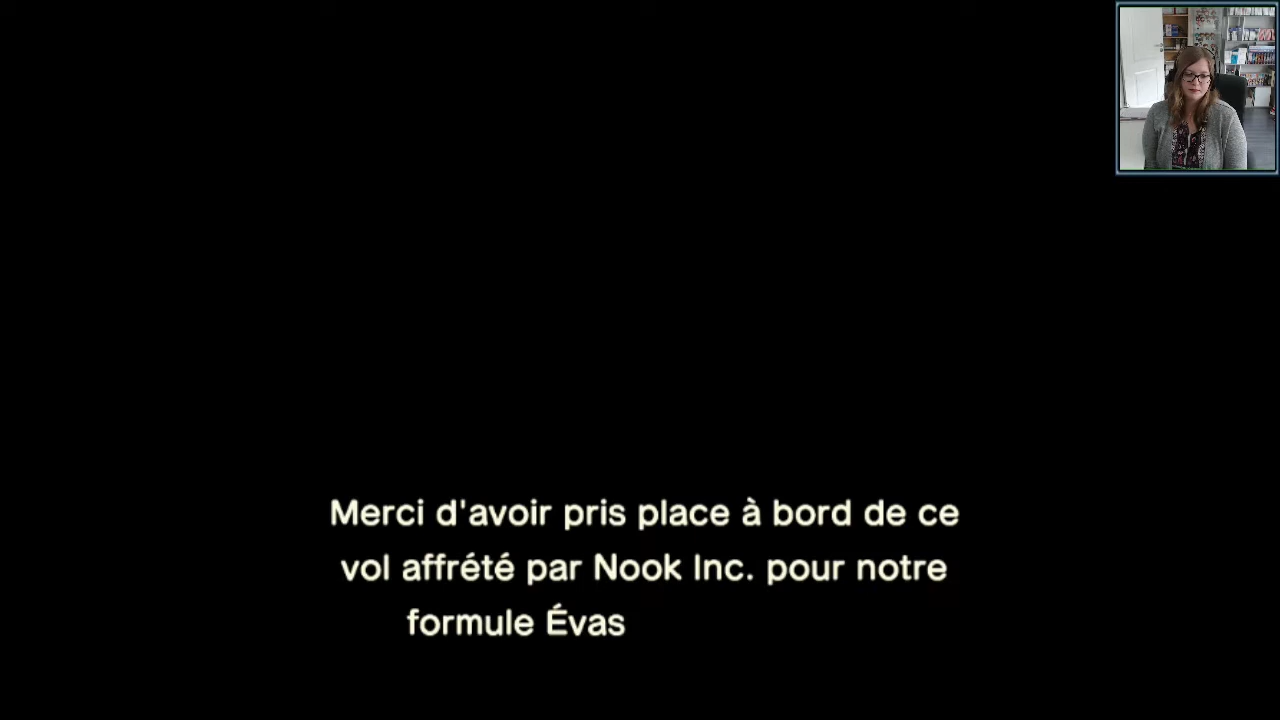 Merci d'avoir pris place à bord de ce
vol affrété par Nook Inc. pour notre
formule Évas